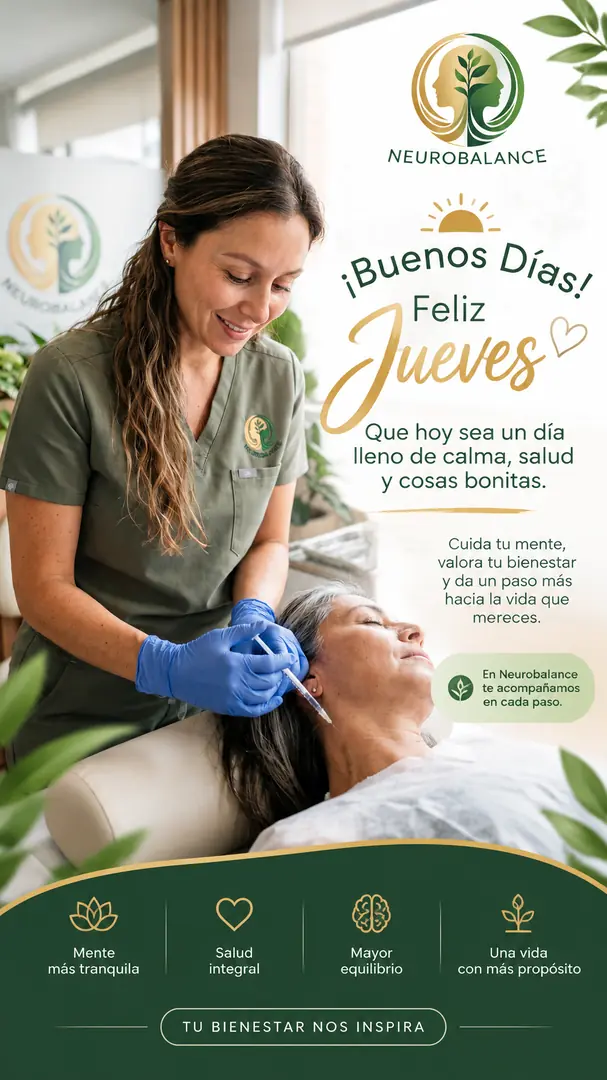 NEUROBALANCE
NEUROBALANCE
¡Buenos Días!
Feliz
Jueves
Que hoy sea un día
lleno de calma, salud
y cosas bonitas.
Cuida tu mente,
valora tu bienestar
y da un paso más
hacia la vida que
mereces.
En Neurobalance
te acompañamos
en cada paso.
Mente
más tranquila
Salud
integral
Mayor
equilibrio
Una vida
con más propósito
TU BIENESTAR NOS INSPIRA